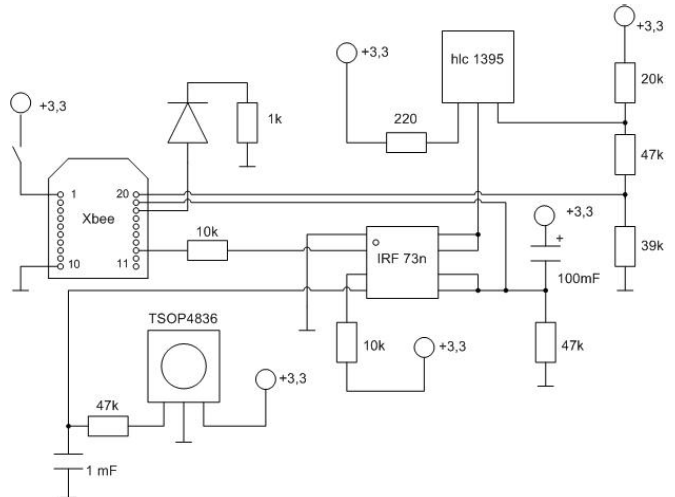 +3,3
hlc 1395
+3,3
20k
+3,3
220
1k
47k
1
20
Xbee
10
11
10k
IRF 73n
+3,3
+
100mF
39k
TSOP4836
10k
+3,3
47k
+3,3
47k
1 mF